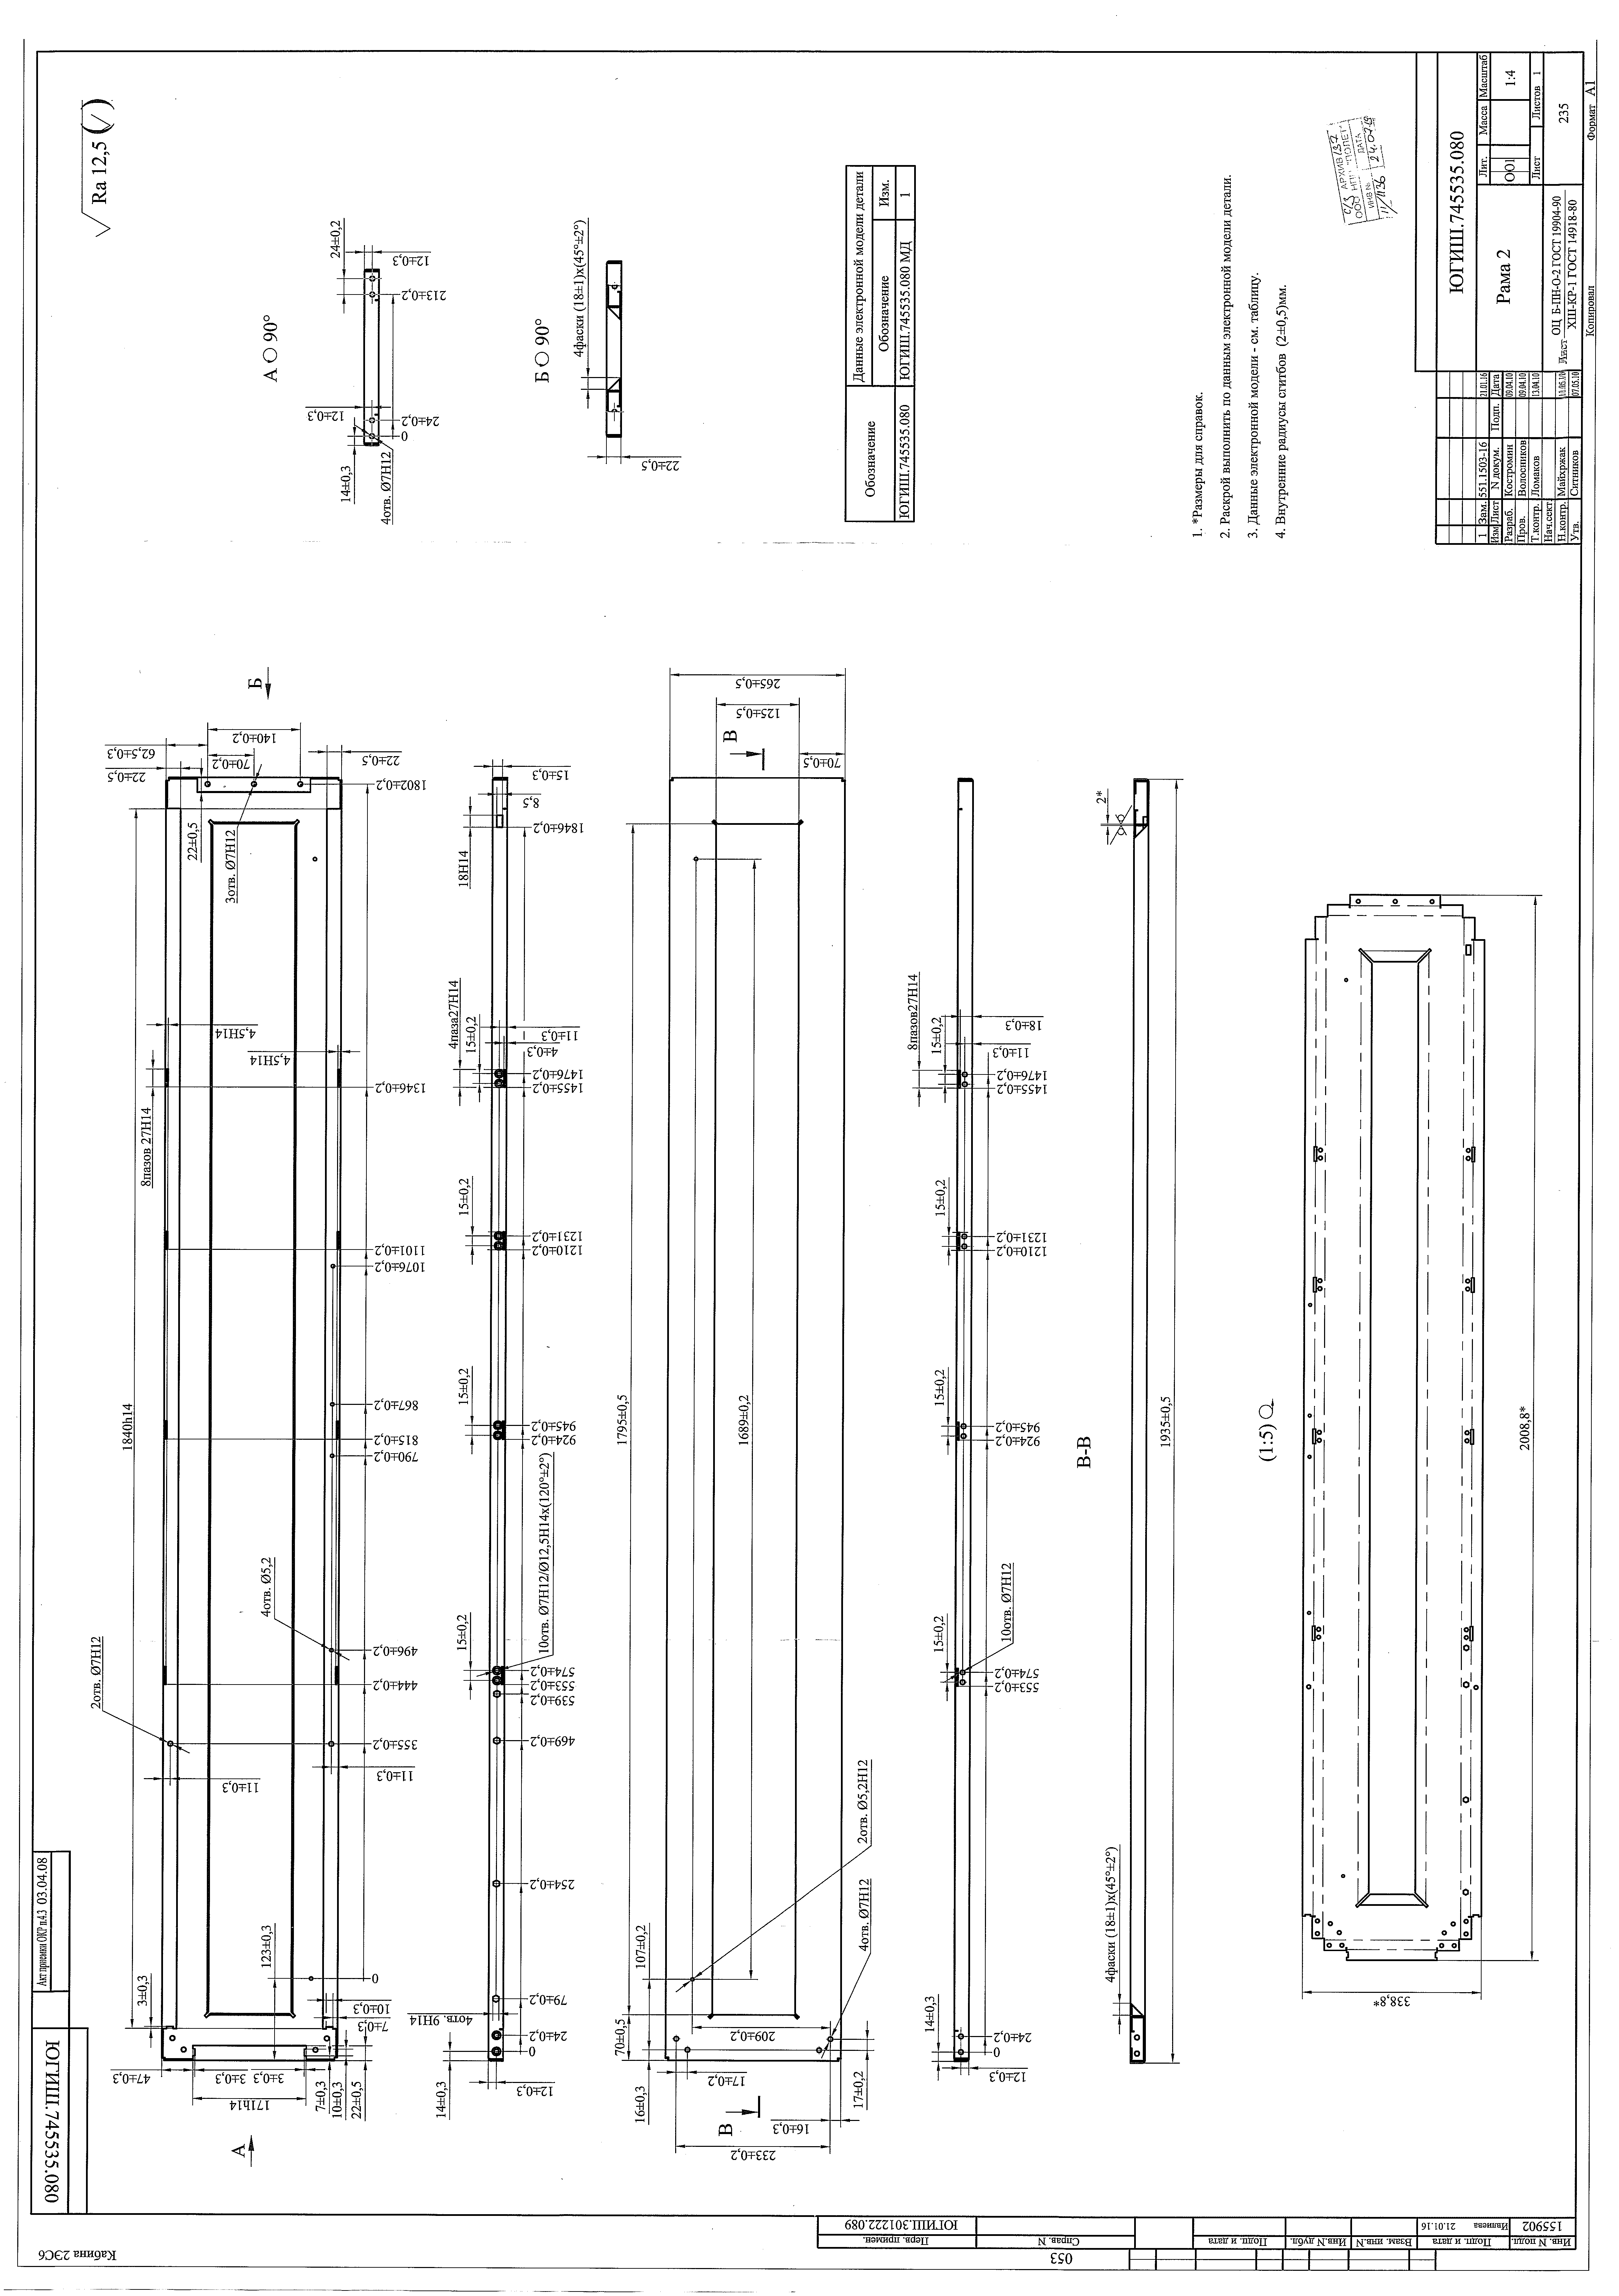 Кабина 2ЭС6
ЮГИШ.745535.080
Акт приемки ОКР п.4.3 03.04.08
Ra 12,5 (√)
А
Б
1840h14
8пазов 27H14
4,5H14
4,5H14
22±0,5
62,5±0,3
70±0,2
140±0,2
22±0,5
22±0,5
3отв. Ø7H12
2отв. Ø7H12
4отв. Ø5,2
11±0,3
11±0,3
123±0,3
3±0,3
47±0,3
3±0,3
3±0,3
171h14
7±0,3
10±0,3
22±0,5
7±0,3
10±0,3
0
355±0,2
444±0,2
496±0,2
790±0,2
815±0,2
867±0,2
1076±0,2
1101±0,2
1346±0,2
1802±0,2
14±0,3
12±0,3
4отв. 9H14
15±0,2
15±0,2
15±0,2
15±0,2
4паза27H14
18H14
15±0,3
8,5
11±0,3
4±0,3
10отв. Ø7H12/Ø12,5H14x(120°±2°)
0
24±0,2
79±0,2
254±0,2
469±0,2
539±0,2
553±0,2
574±0,2
924±0,2
945±0,2
1210±0,2
1231±0,2
1455±0,2
1476±0,2
1846±0,2
А 90°
14±0,3
4отв. Ø7H12
12±0,3
0
24±0,2
213±0,2
24±0,2
12±0,3
Б 90°
4фаски (18±1)x(45°±2°)
22±0,5
В
В
1795±0,5
1689±0,2
107±0,2
70±0,5
16±0,3
17±0,2
209±0,2
233±0,2
16±0,3
17±0,2
2отв. Ø5,2H12
4отв. Ø7H12
265±0,5
125±0,5
70±0,5
14±0,3
12±0,3
15±0,2
15±0,2
15±0,2
15±0,2
8пазов27H14
18±0,3
11±0,3
10отв. Ø7H12
0
24±0,2
553±0,2
574±0,2
924±0,2
945±0,2
1210±0,2
1231±0,2
1455±0,2
1476±0,2
В-В
4фаски (18±1)x(45°±2°)
2*
1935±0,5
(1:5)
2008,8*
338,8*
Обозначение
Данные электронной модели детали
Обозначение
Изм.
ЮГИШ.745535.080
ЮГИШ.745535.080 МД
1
1. *Размеры для справок.
2. Раскрой выполнить по данным электронной модели детали.
3. Данные электронной модели - см. таблицу.
4. Внутренние радиусы сгибов (2±0,5)мм.
АРХИВ 137
ООО НПП "ПОЛЕТ"
ИНВ № ДАТА
ЮГИШ.745535.080
Рама 2
Лит. Масса Масштаб
О01 1:4
Лист Листов 1
Лист ОЦ Б-ПН-О-2 ГОСТ 19904-90
ХШ-КР-1 ГОСТ 14918-80
235
1 Зам. 551.1503-16 21.01.16
Изм Лист N докум. Подп. Дата
Разраб. Костромин 09.04.10
Пров. Волосников 09.04.10
Т.контр. Ломаков 13.04.10
Нач.сект.
Н.контр. Майхржак 11.05.10
Утв. Ситников 07.05.10
Копировал
Формат А1
Перв. примен.
ЮГИШ.301222.089
Справ. N
053
Подп. и дата
Инв.N дубл.
Взам. инв.N
Подп. и дата
21.01.16
Инв. N подл.
155902